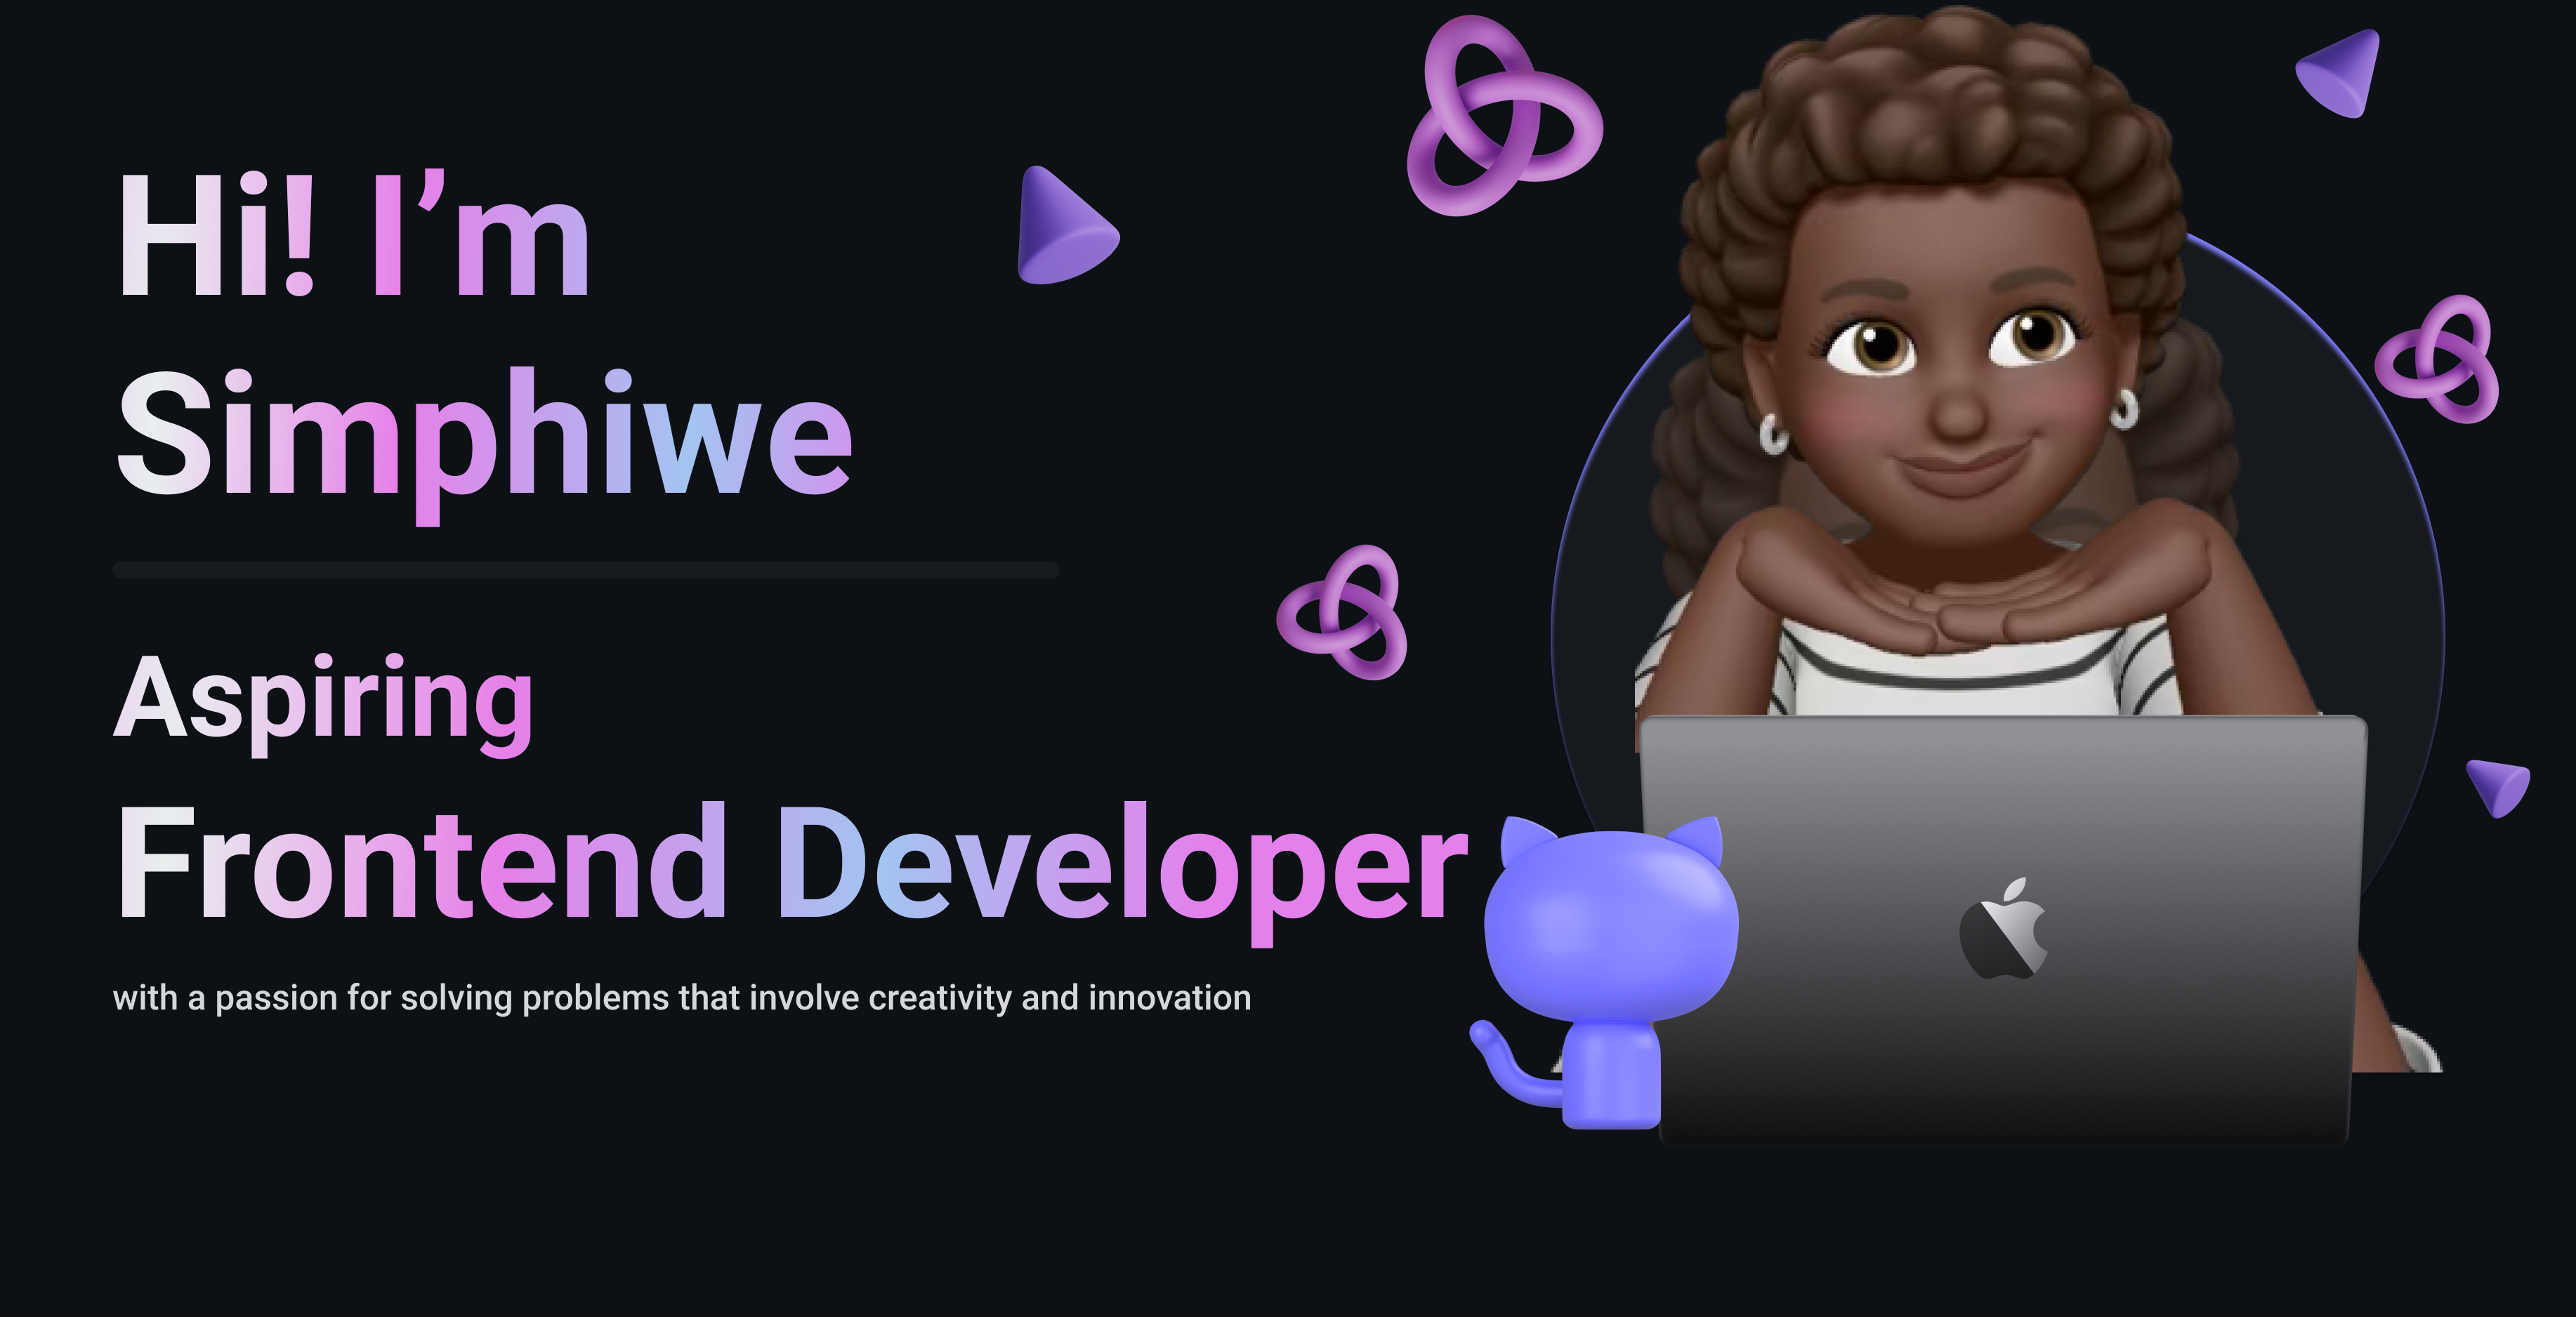 Hi! I’m
Simphiwe
Aspiring
Frontend Developer
with a passion for solving problems that involve creativity and innovation